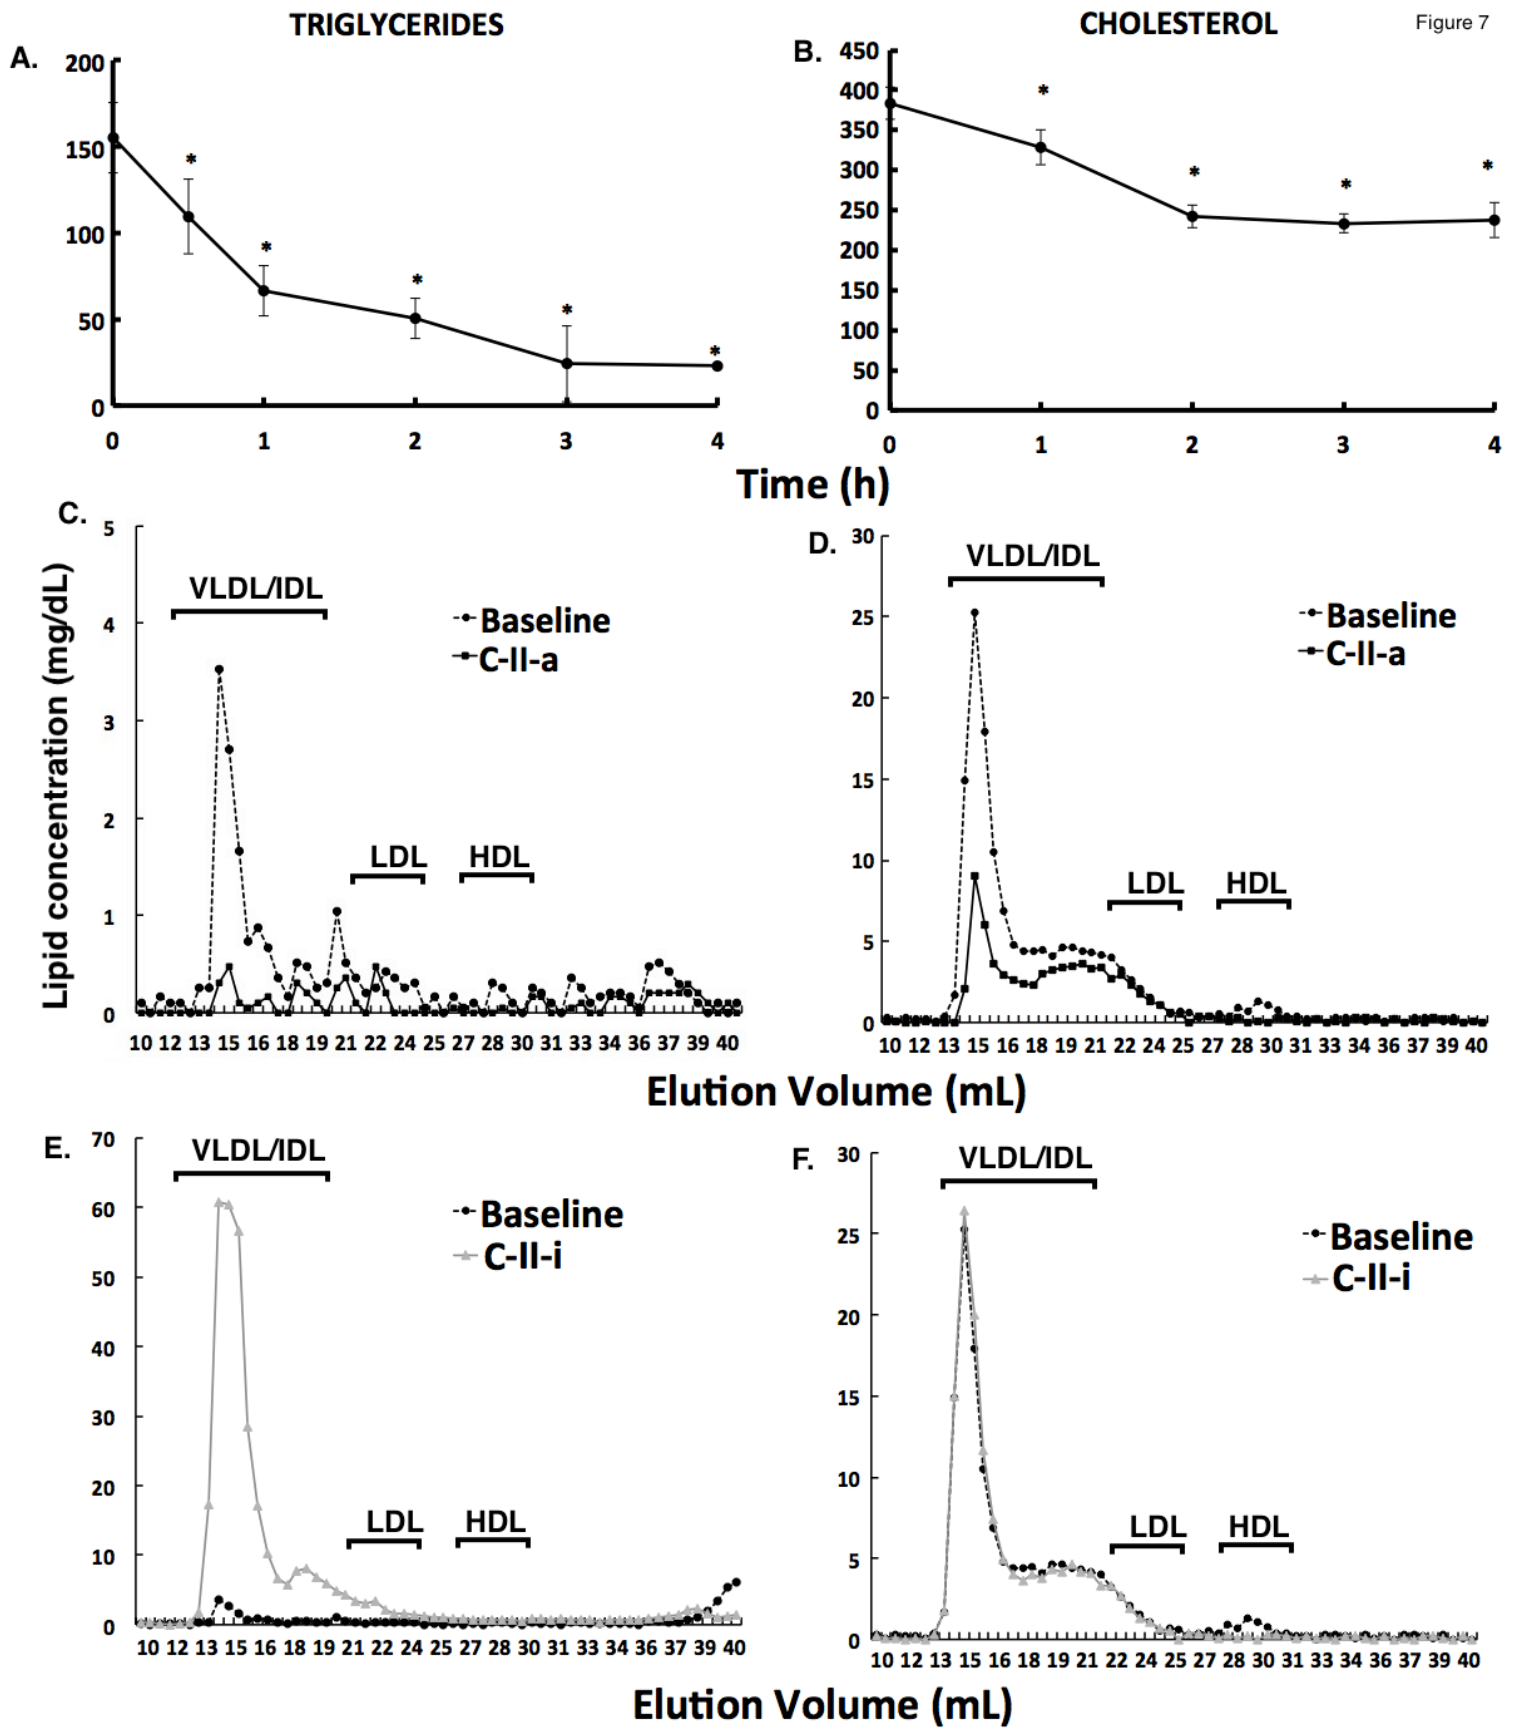 TRIGLYCERIDES
CHOLESTEROL
Figure 7
A.
200
150
100
50
0
0 1 2 3 4
* * * * *
B.
450
400
350
300
250
200
150
100
50
0
0 1 2 3 4
* * * *
Time (h)
Lipid concentration (mg/dL)
C.
5
4
3
2
1
0
VLDL/IDL
Baseline
C-II-a
LDL
HDL
10 12 13 15 16 18 19 21 22 24 25 27 28 30 31 33 34 36 37 39 40
D.
30
25
20
15
10
5
0
VLDL/IDL
Baseline
C-II-a
LDL
HDL
10 12 13 15 16 18 19 21 22 24 25 27 28 30 31 33 34 36 37 39 40
Elution Volume (mL)
E.
70
60
50
40
30
20
10
0
VLDL/IDL
Baseline
C-II-i
LDL
HDL
10 12 13 15 16 18 19 21 22 24 25 27 28 30 31 33 34 36 37 39 40
F.
30
25
20
15
10
5
0
VLDL/IDL
Baseline
C-II-i
LDL
HDL
10 12 13 15 16 18 19 21 22 24 25 27 28 30 31 33 34 36 37 39 40
Elution Volume (mL)